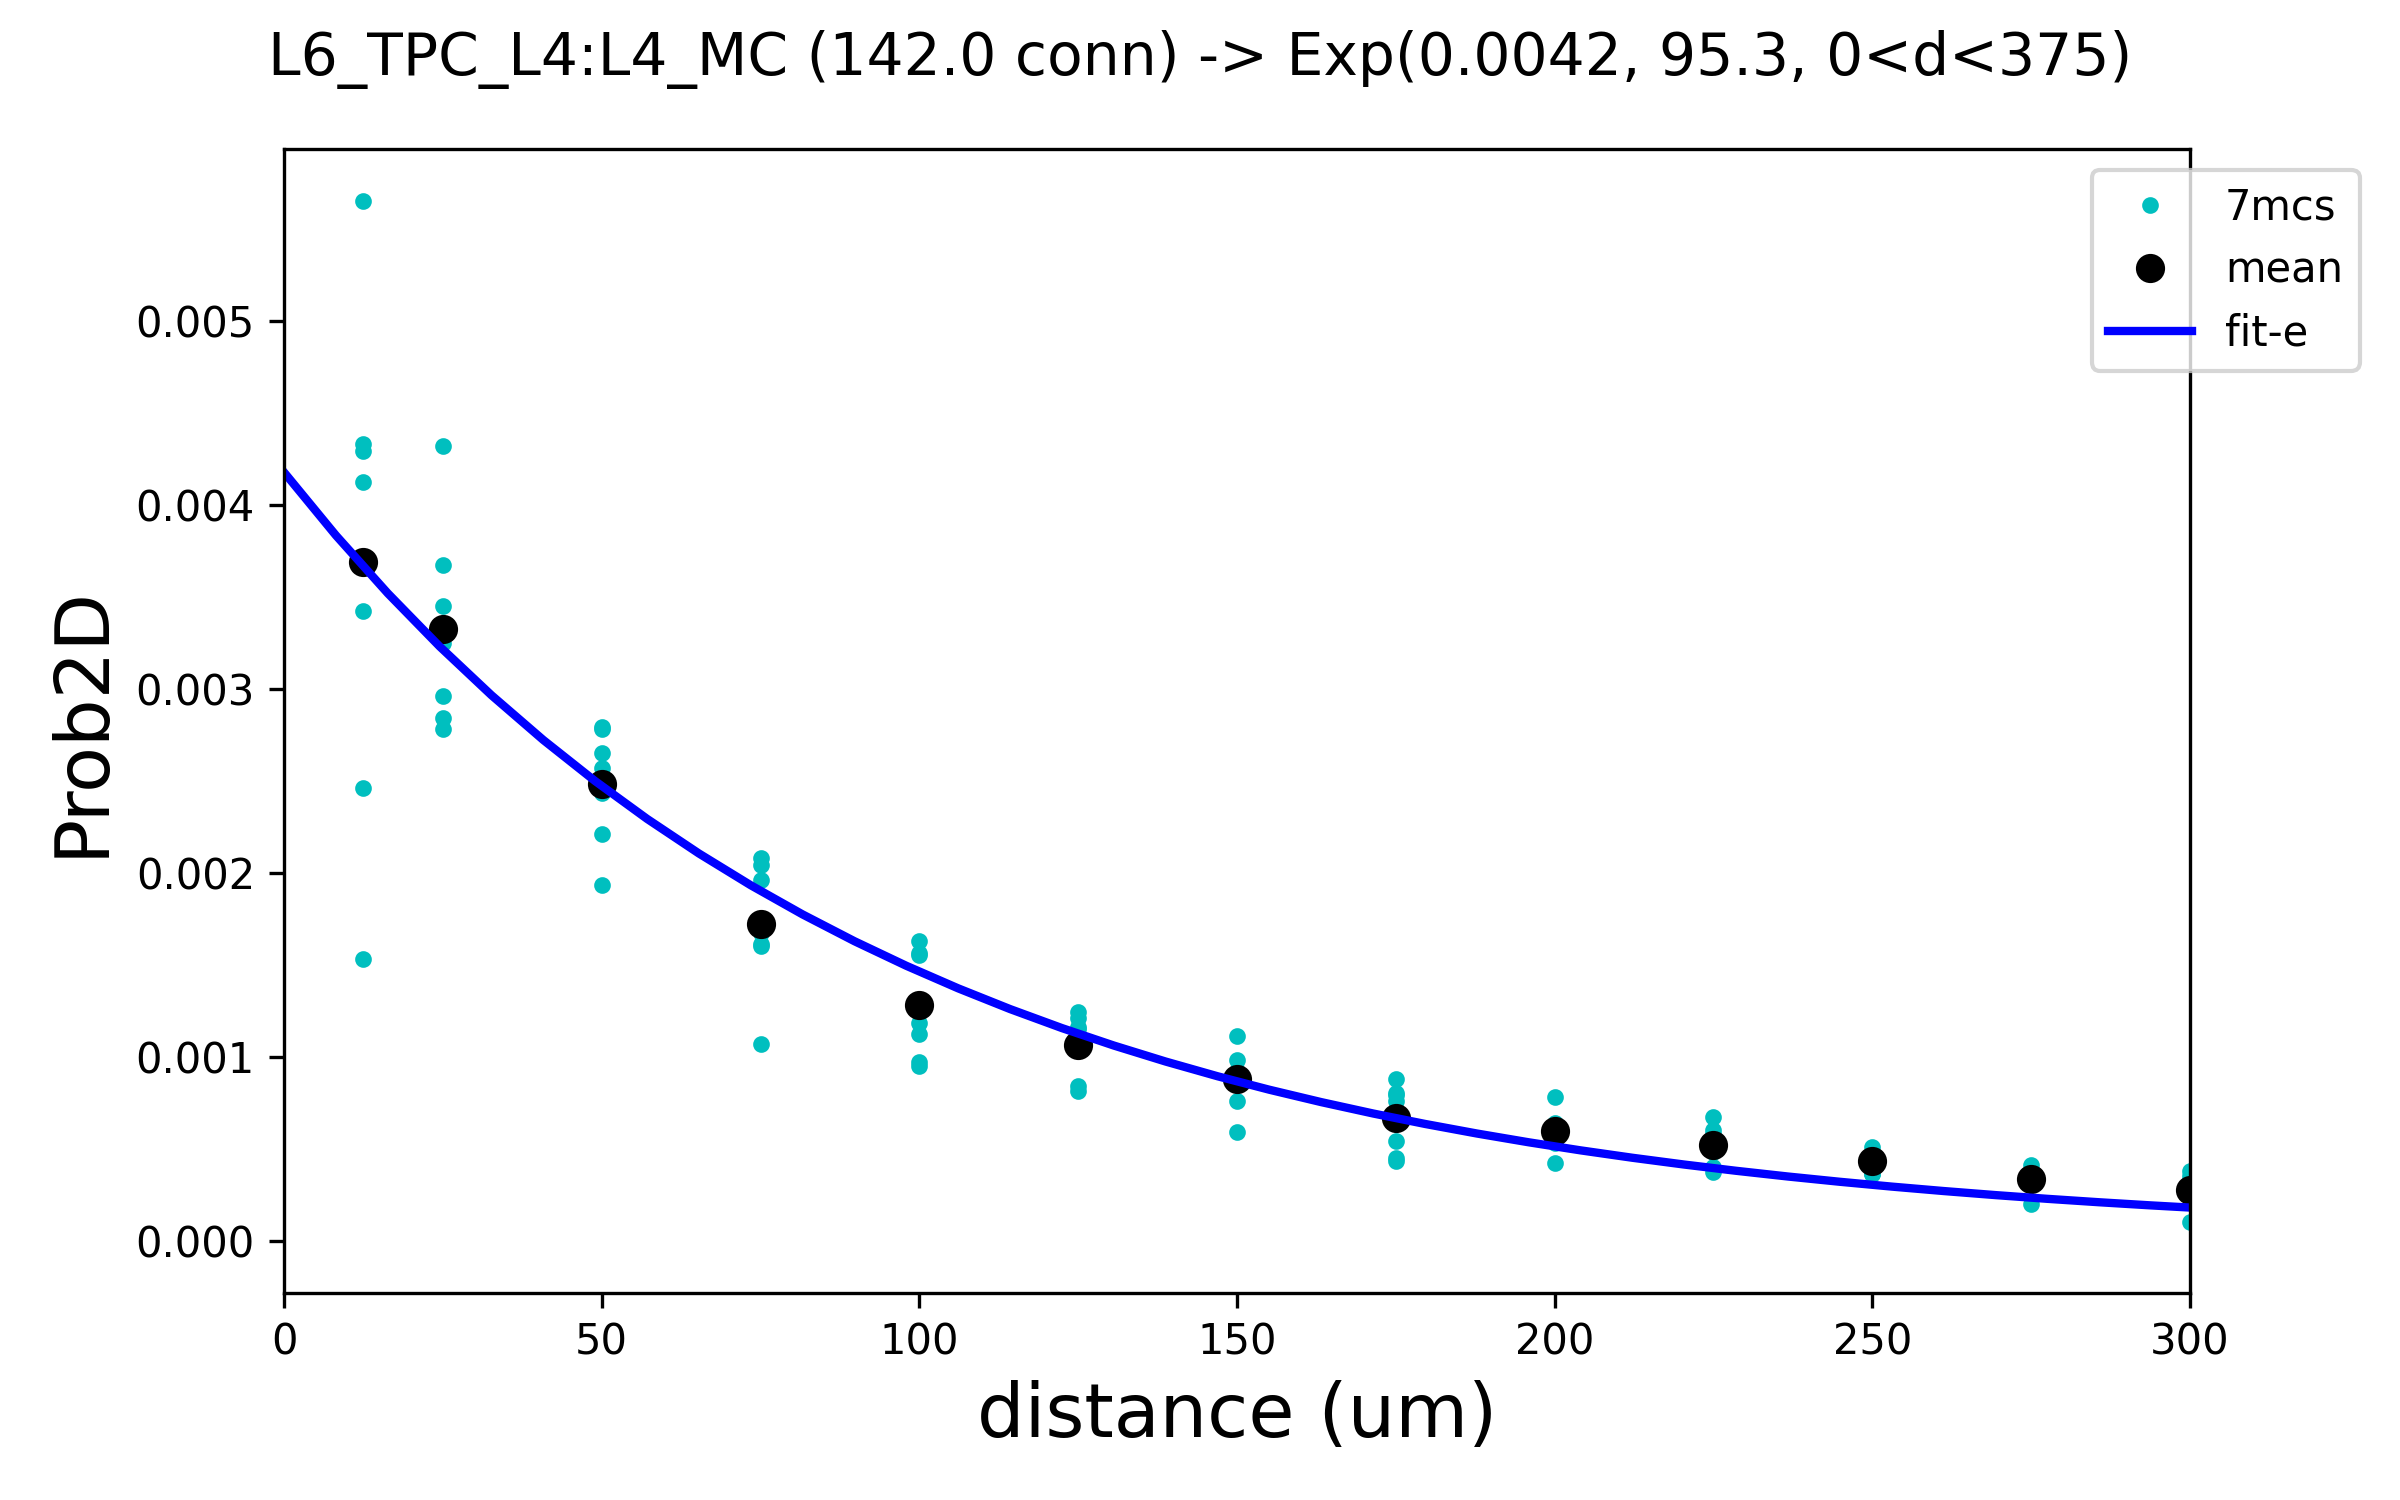 L6_TPC_L4:L4_MC (142.0 conn) -> Exp(0.0042, 95.3, 0<d<375)
7mcs
mean
fit-e
Prob2D
0.005
0.004
0.003
0.002
0.001
0.000
0 50 100 150 200 250 300
distance (um)